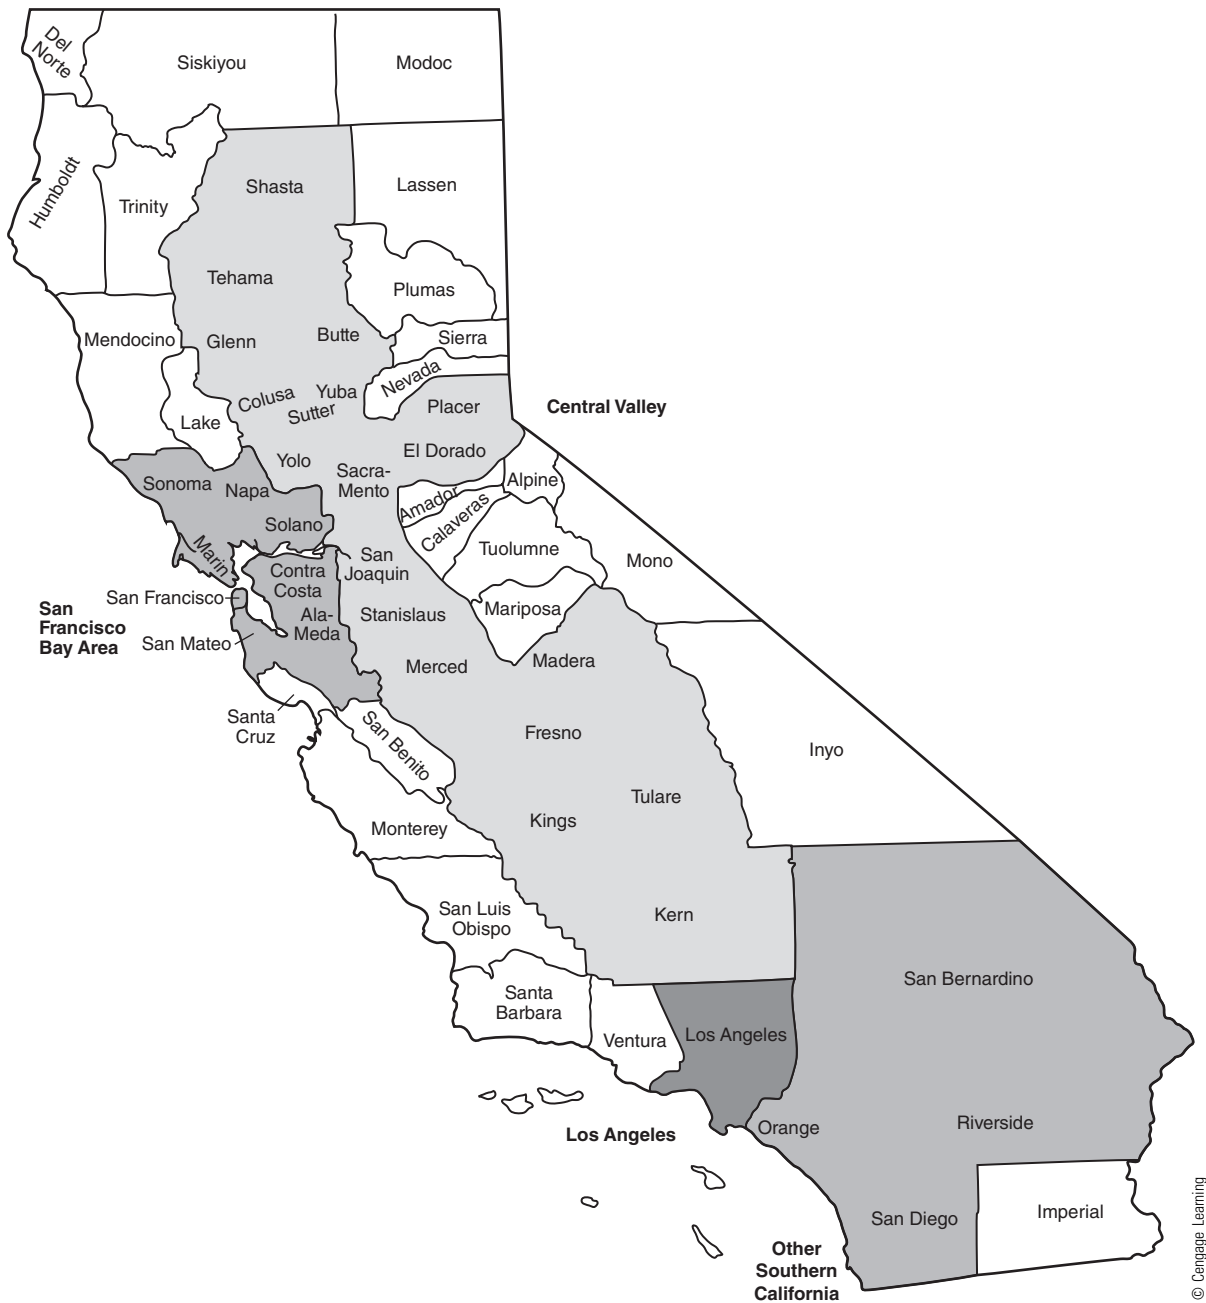 Del
Norte
Siskiyou
Modoc
Humboldt
Trinity
Shasta
Lassen
Tehama
Plumas
Mendocino
Glenn
Butte
Sierra
Nevada
Colusa
Yuba
Sutter
Placer
Central Valley
Lake
El Dorado
Yolo
Sacra-
Mento
Alpine
Sonoma
Napa
Amador
Calaveras
Solano
Marin
Tuolumne
Mono
San
Joaquin
Contra
Costa
San Francisco
San
Francisco
Bay Area
Ala-
Meda
Stanislaus
Mariposa
San Mateo
Merced
Madera
Santa
Cruz
San Benito
Fresno
Inyo
Tulare
Kings
Monterey
San Luis
Obispo
Kern
San Bernardino
Santa
Barbara
Ventura
Los Angeles
Los Angeles
Orange
Riverside
San Diego
Imperial
Other
Southern
California
© Cengage Learning